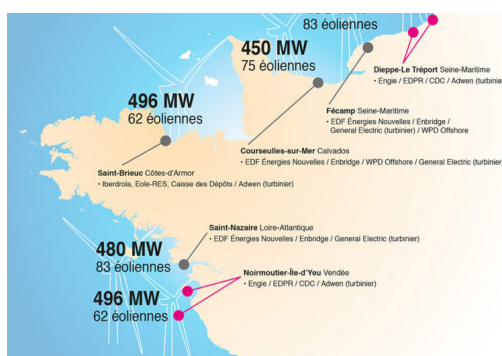 83 éoliennes
450 MW
75 éoliennes
Dieppe-Le Tréport Seine-Maritime
• Engie / EDPR / CDC / Adwen (turbinier
496 MW
62 éoliennes
Fécamp Seine-Maritime
• EDF Énergies Nouvelles / Enbridge /
General Electric (turbinier) / WPD Offshore
Courseulles-sur-Mer Calvados
• EDF Énergies Nouvelles / Enbridge / WPD Offshore / General Electric (turbinier)
Saint-Brieuc Côtes-d'Armor
• Iberdrola, Eole-RES, Caisse des Dépôts / Adwen (turbinier)
Saint-Nazaire Loire-Atlantique
• EDF Énergies Nouvelles / Enbridge / General Electric (turbinier)
480 MW
83 éoliennes
Noirmoutier-Île-d'Yeu Vendée
• Engie / EDPR / CDC / Adwen (turbinier)
496 MW
62 éoliennes